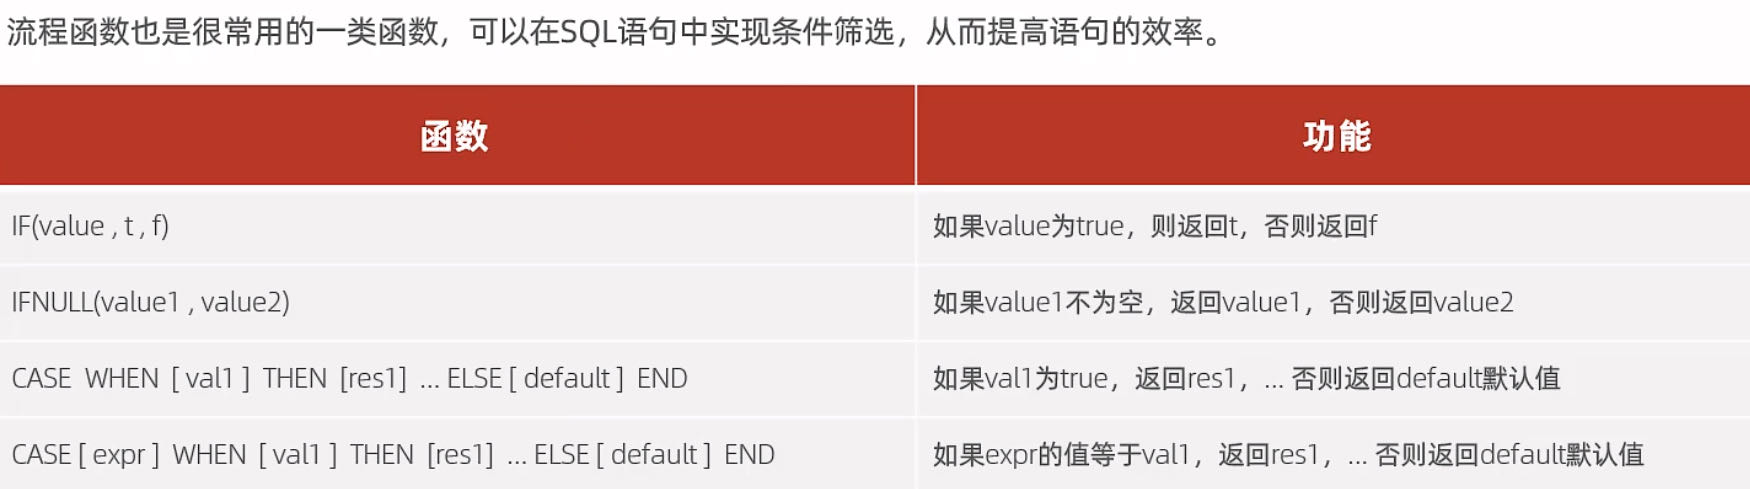 流程函数也是很常用的一类函数，可以在SQL语句中实现条件筛选，从而提高语句的效率。
函数 功能
IF(value , t , f) 如果value为true，则返回t，否则返回f
IFNULL(value1 , value2) 如果value1不为空，返回value1，否则返回value2
CASE WHEN [ val1 ] THEN [res1] ... ELSE [ default ] END 如果val1为true，返回res1，... 否则返回default默认值
CASE [ expr ] WHEN [ val1 ] THEN [res1] ... ELSE [ default ] END 如果expr的值等于val1，返回res1，... 否则返回default默认值